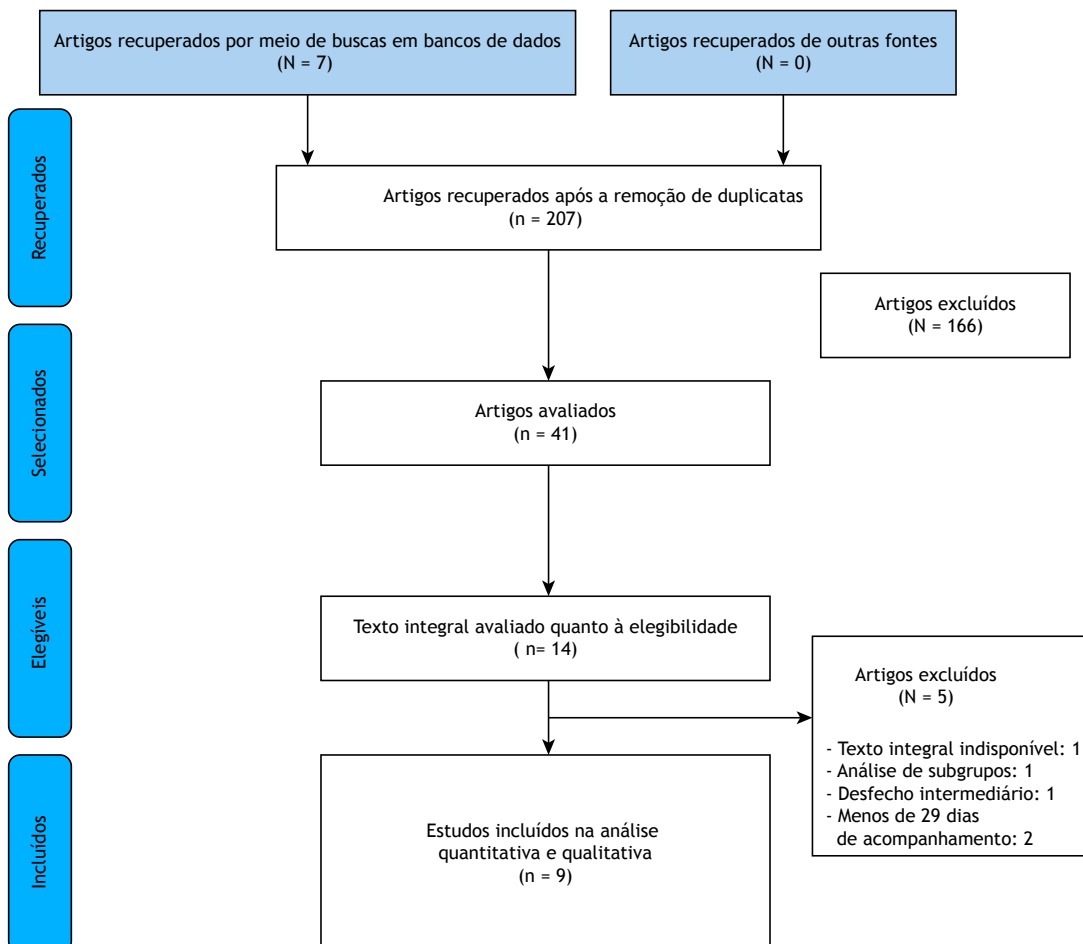 Artigos recuperados por meio de buscas em bancos de dados
(N = 7)
Artigos recuperados de outras fontes
(N = 0)
Recuperados
Artigos recuperados após a remoção de duplicatas
(n = 207)
Artigos excluídos
(N = 166)
Selecionados
Artigos avaliados
(n = 41)
Elegíveis
Texto integral avaliado quanto à elegibilidade
( n= 14)
Artigos excluídos
(N = 5)
- Texto integral indisponível: 1
- Análise de subgrupos: 1
- Desfecho intermediário: 1
- Menos de 29 dias
de acompanhamento: 2
Incluídos
Estudos incluídos na análise
quantitativa e qualitativa
(n = 9)